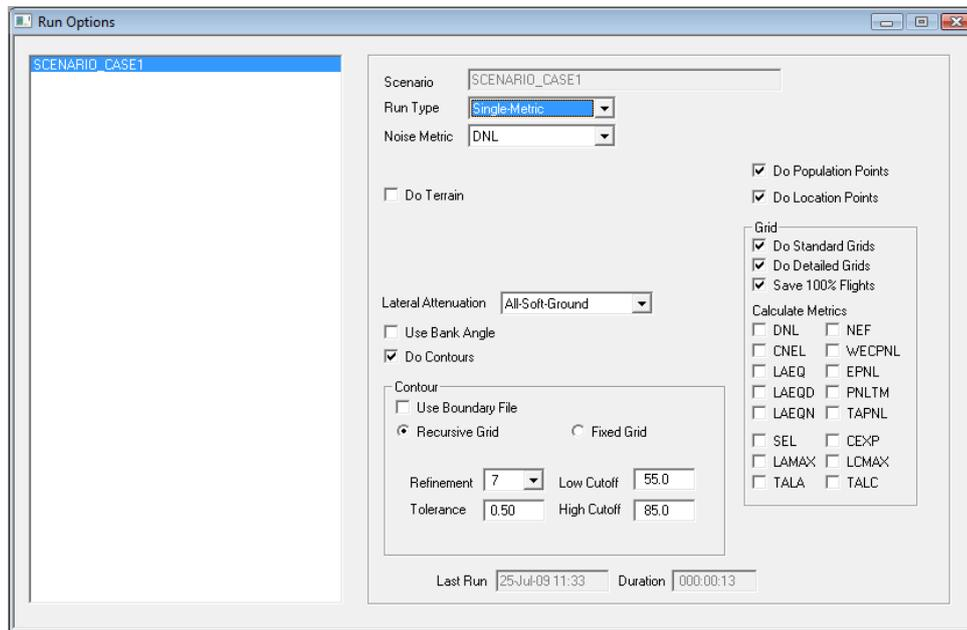 Run Options
SCENARIO_CASE1
Scenario SCENARIO_CASE1
Run Type Single-Metric
Noise Metric DNL
Do Terrain
Lateral Attenuation All-Soft-Ground
Use Bank Angle
Do Contours
Contour
Use Boundary File
Recursive Grid Fixed Grid
Refinement 7 Low Cutoff 55.0
Tolerance 0.50 High Cutoff 85.0
Do Population Points
Do Location Points
Grid
Do Standard Grids
Do Detailed Grids
Save 100% Flights
Calculate Metrics
DNL NEF
CNEL WECPNL
LAEQ EPNL
LAEQD PNLTM
LAEQN TAPNL
SEL CEXP
LAMAX LCMAX
TALA TALC
Last Run 25-Jul-09 11:33 Duration 000:00:13